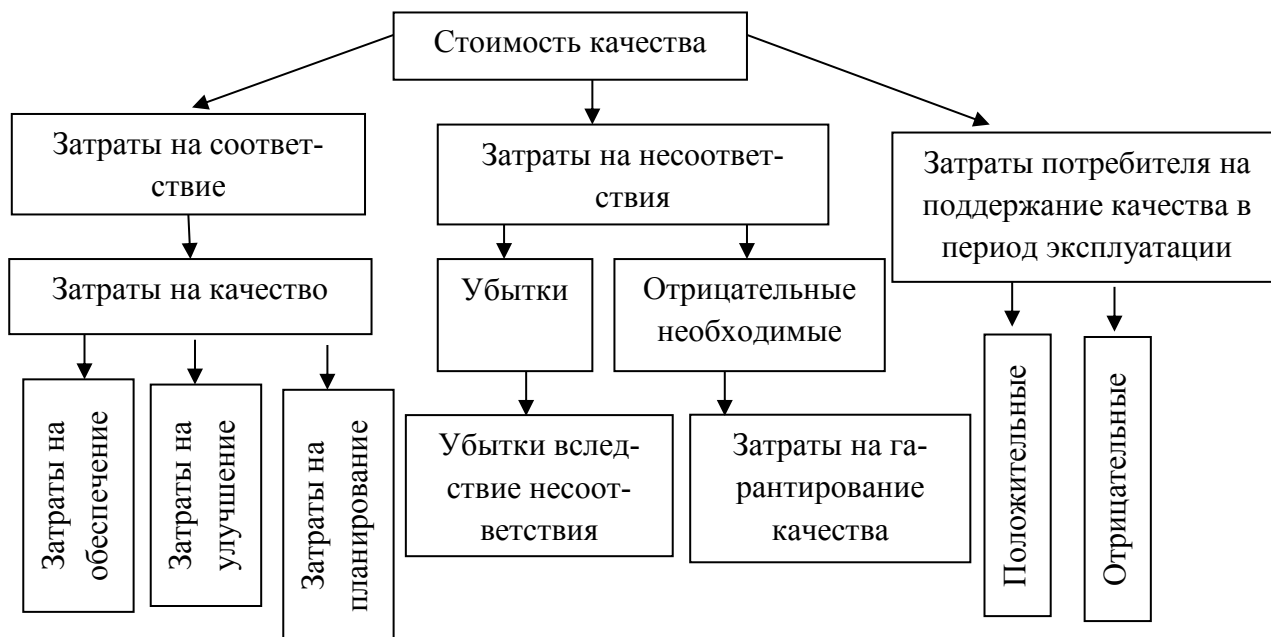 Стоимость качества
Затраты на соответ-
ствие
Затраты на несоответ-
ствия
Затраты потребителя на
поддержание качества в
период эксплуатации
Затраты на качество
Убытки
Отрицательные
необходимые
Затраты на
обеспечение
Затраты на
улучшение
Затраты на
планирование
Убытки вслед-
ствие несоот-
ветствия
Затраты на га-
рантирование
качества
Положительные
Отрицательные